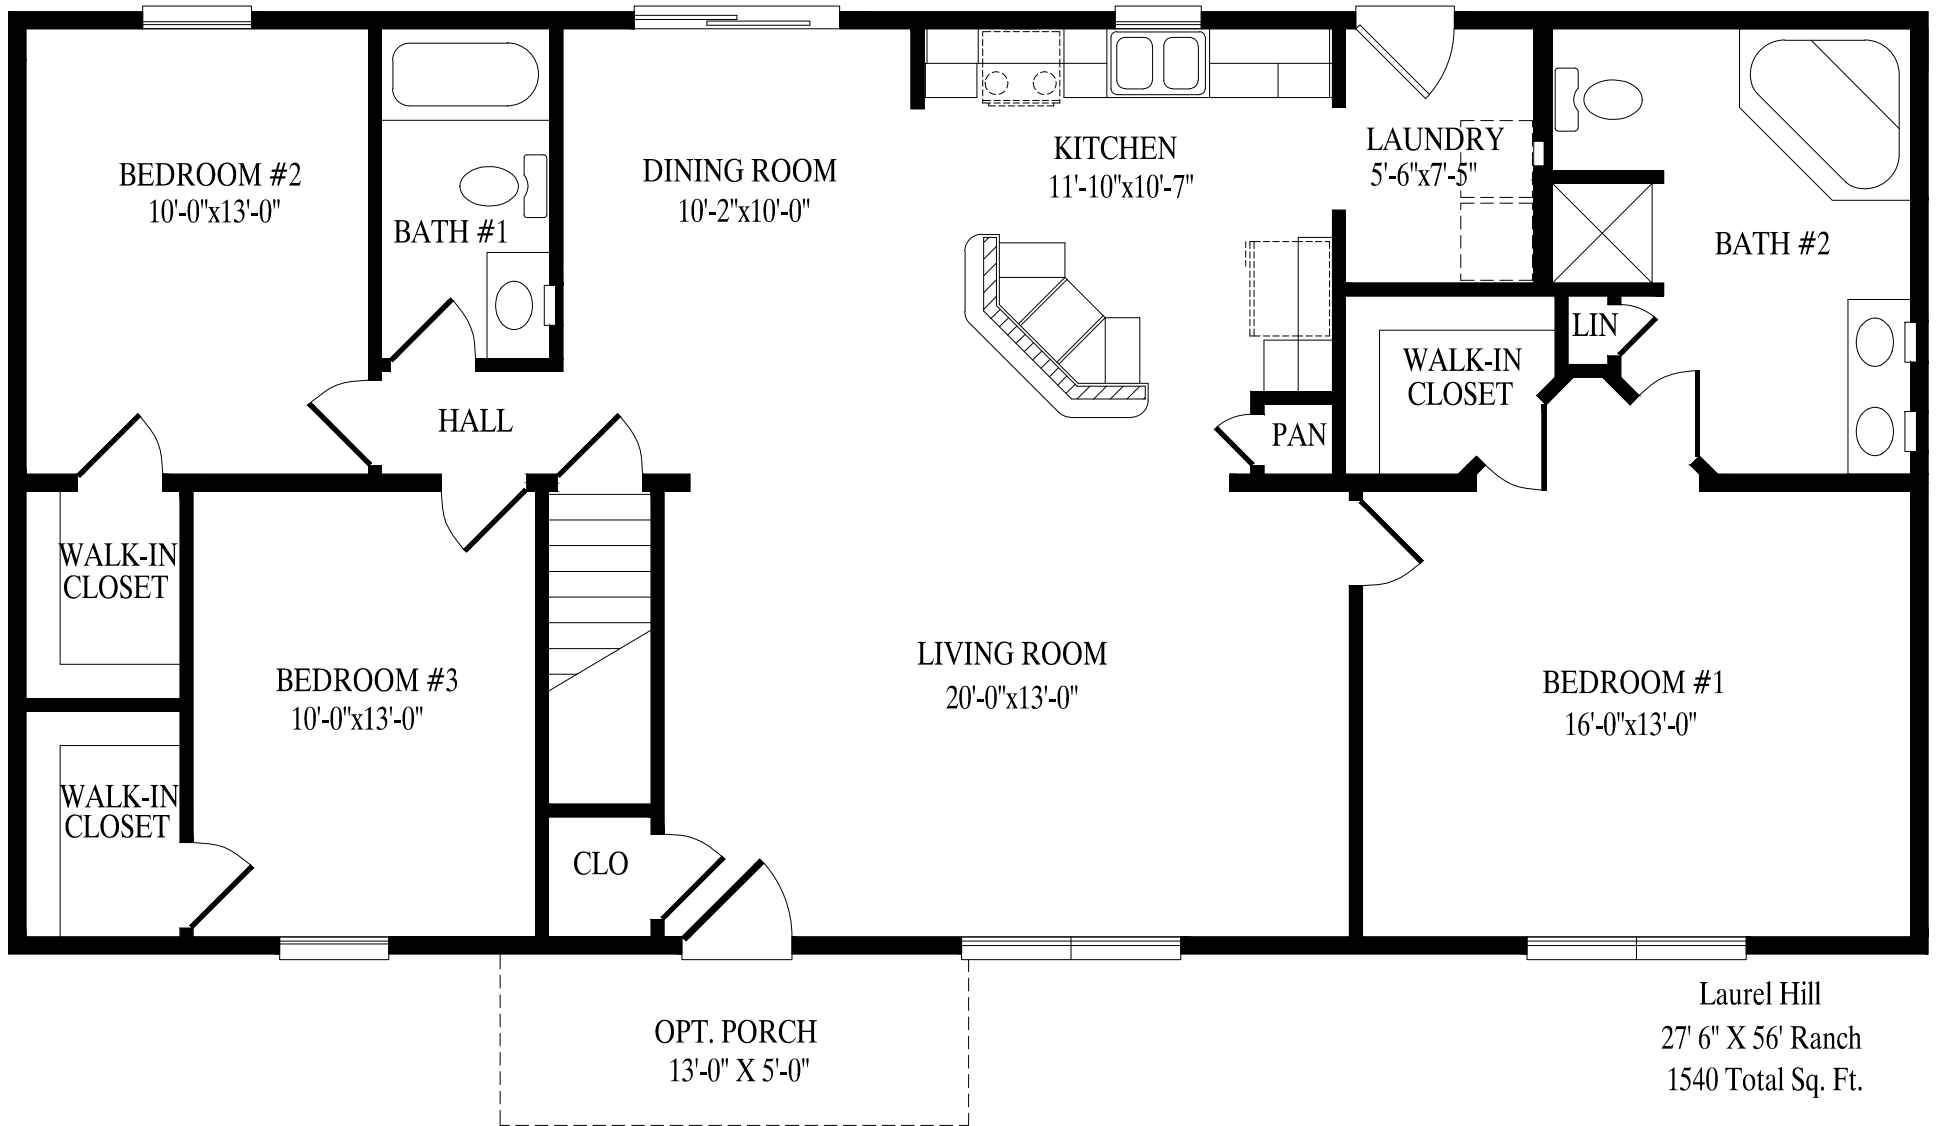 BEDROOM #2
10'-0"x13'-0"
BATH #1
DINING ROOM
10'-2"x10'-0"
KITCHEN
11'-10"x10'-7"
LAUNDRY
5'-6"x7'-5"
BATH #2
LIN
WALK-IN
CLOSET
HALL
PAN
WALK-IN
CLOSET
BEDROOM #3
10'-0"x13'-0"
LIVING ROOM
20'-0"x13'-0"
BEDROOM #1
16'-0"x13'-0"
WALK-IN
CLOSET
CLO
OPT. PORCH
13'-0" X 5'-0"
Laurel Hill
27' 6" X 56' Ranch
1540 Total Sq. Ft.